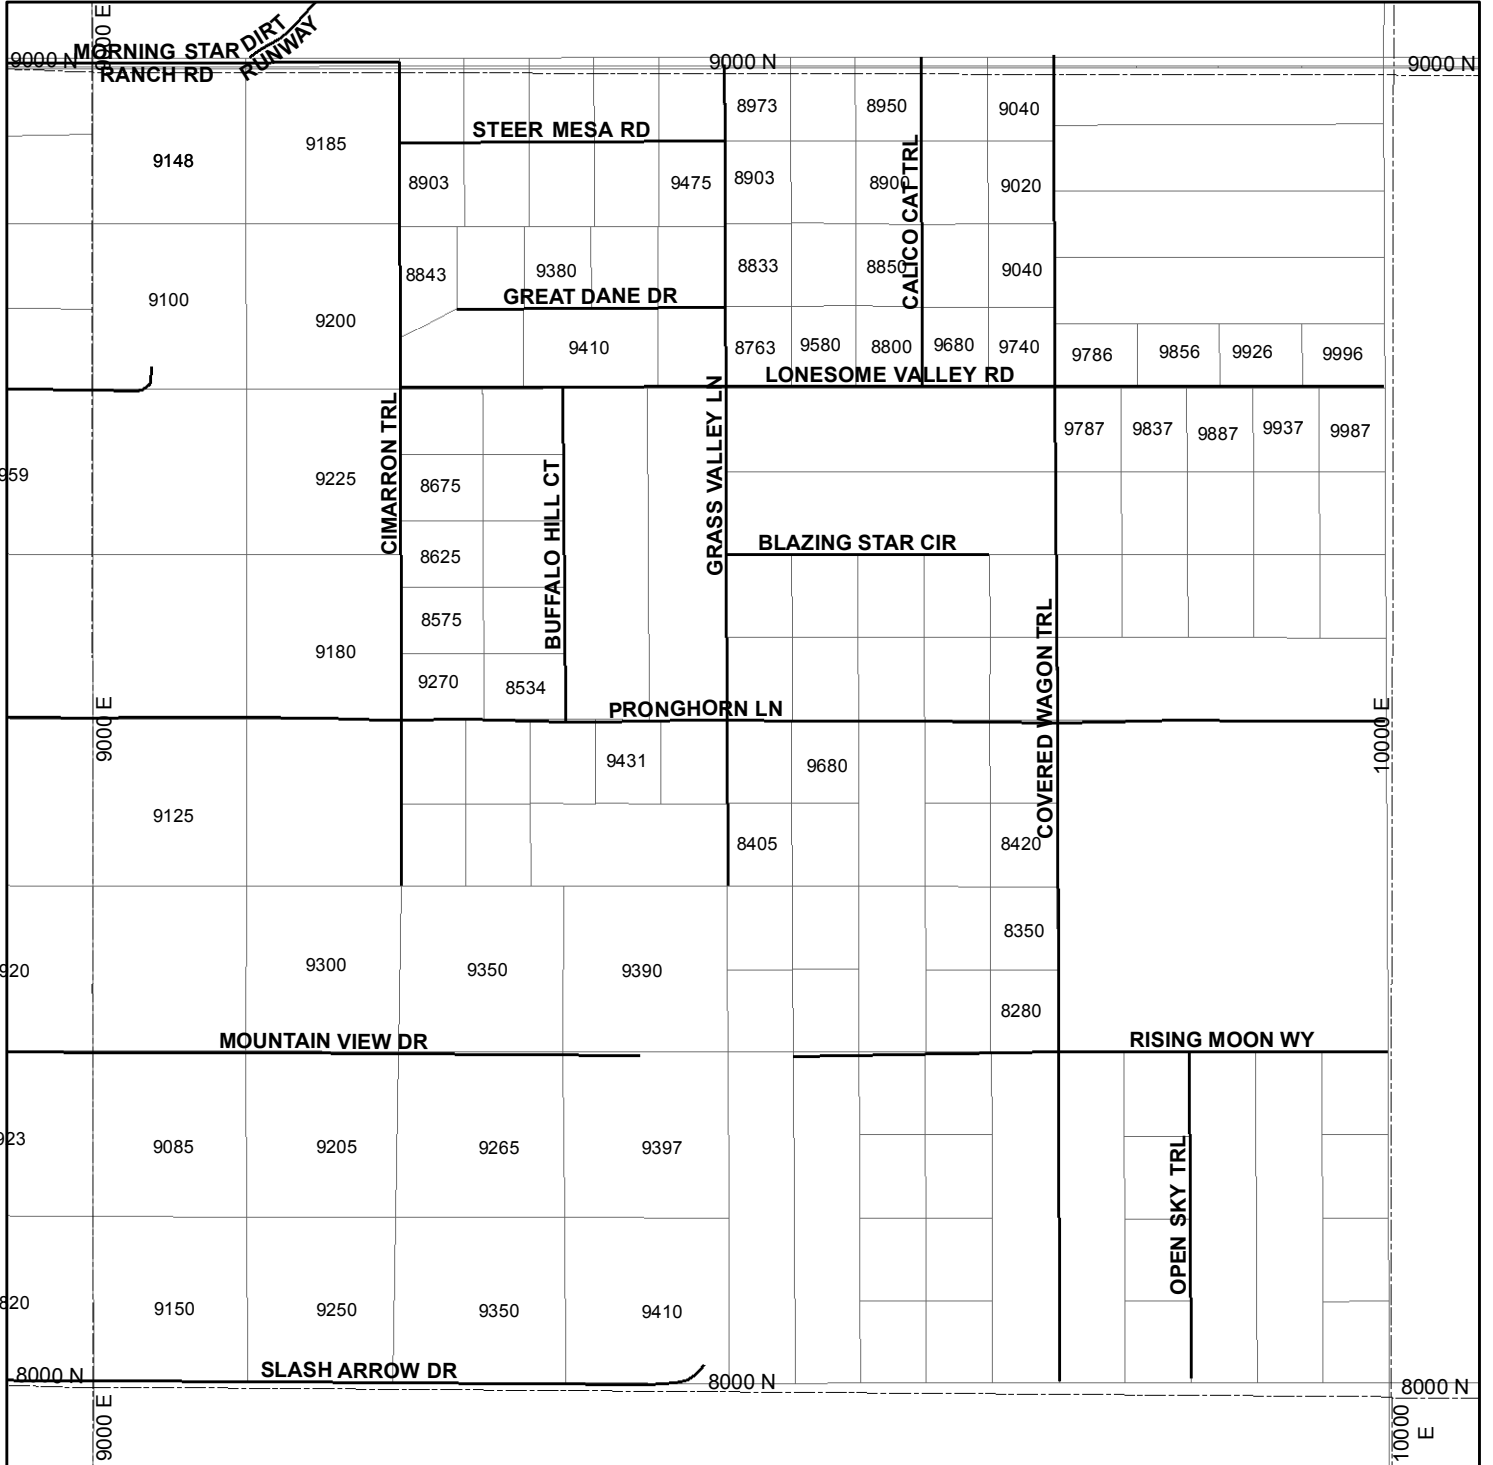 9000 E
DIRT
RUNWAY
9000 N
MORNING STAR
RANCH RD
9000 N
9000 N
8973
8950
9040
STEER MESA RD
9185
9148
8903
9475
8903
8900
9020
CALICO CAT TRL
8843
9380
8833
8850
9040
9100
GREAT DANE DR
9200
9410
8763
9580
8800
9680
9740
9786
9856
9926
9996
LONESOME VALLEY RD
CIMARRON TRL
GRASS VALLEY LN
9787
9837
9887
9937
9987
959
9225
8675
BUFFALO HILL CT
BLAZING STAR CIR
8625
8575
COVERED WAGON TRL
9180
9270
8534
PRONGHORN LN
9000 E
10000 E
9431
9680
9125
8405
8420
8350
920
9300
9350
9390
8280
MOUNTAIN VIEW DR
RISING MOON WY
923
9085
9205
9265
9397
OPEN SKY TRL
820
9150
9250
9350
9410
SLASH ARROW DR
8000 N
8000 N
8000 N
9000 E
10000
E